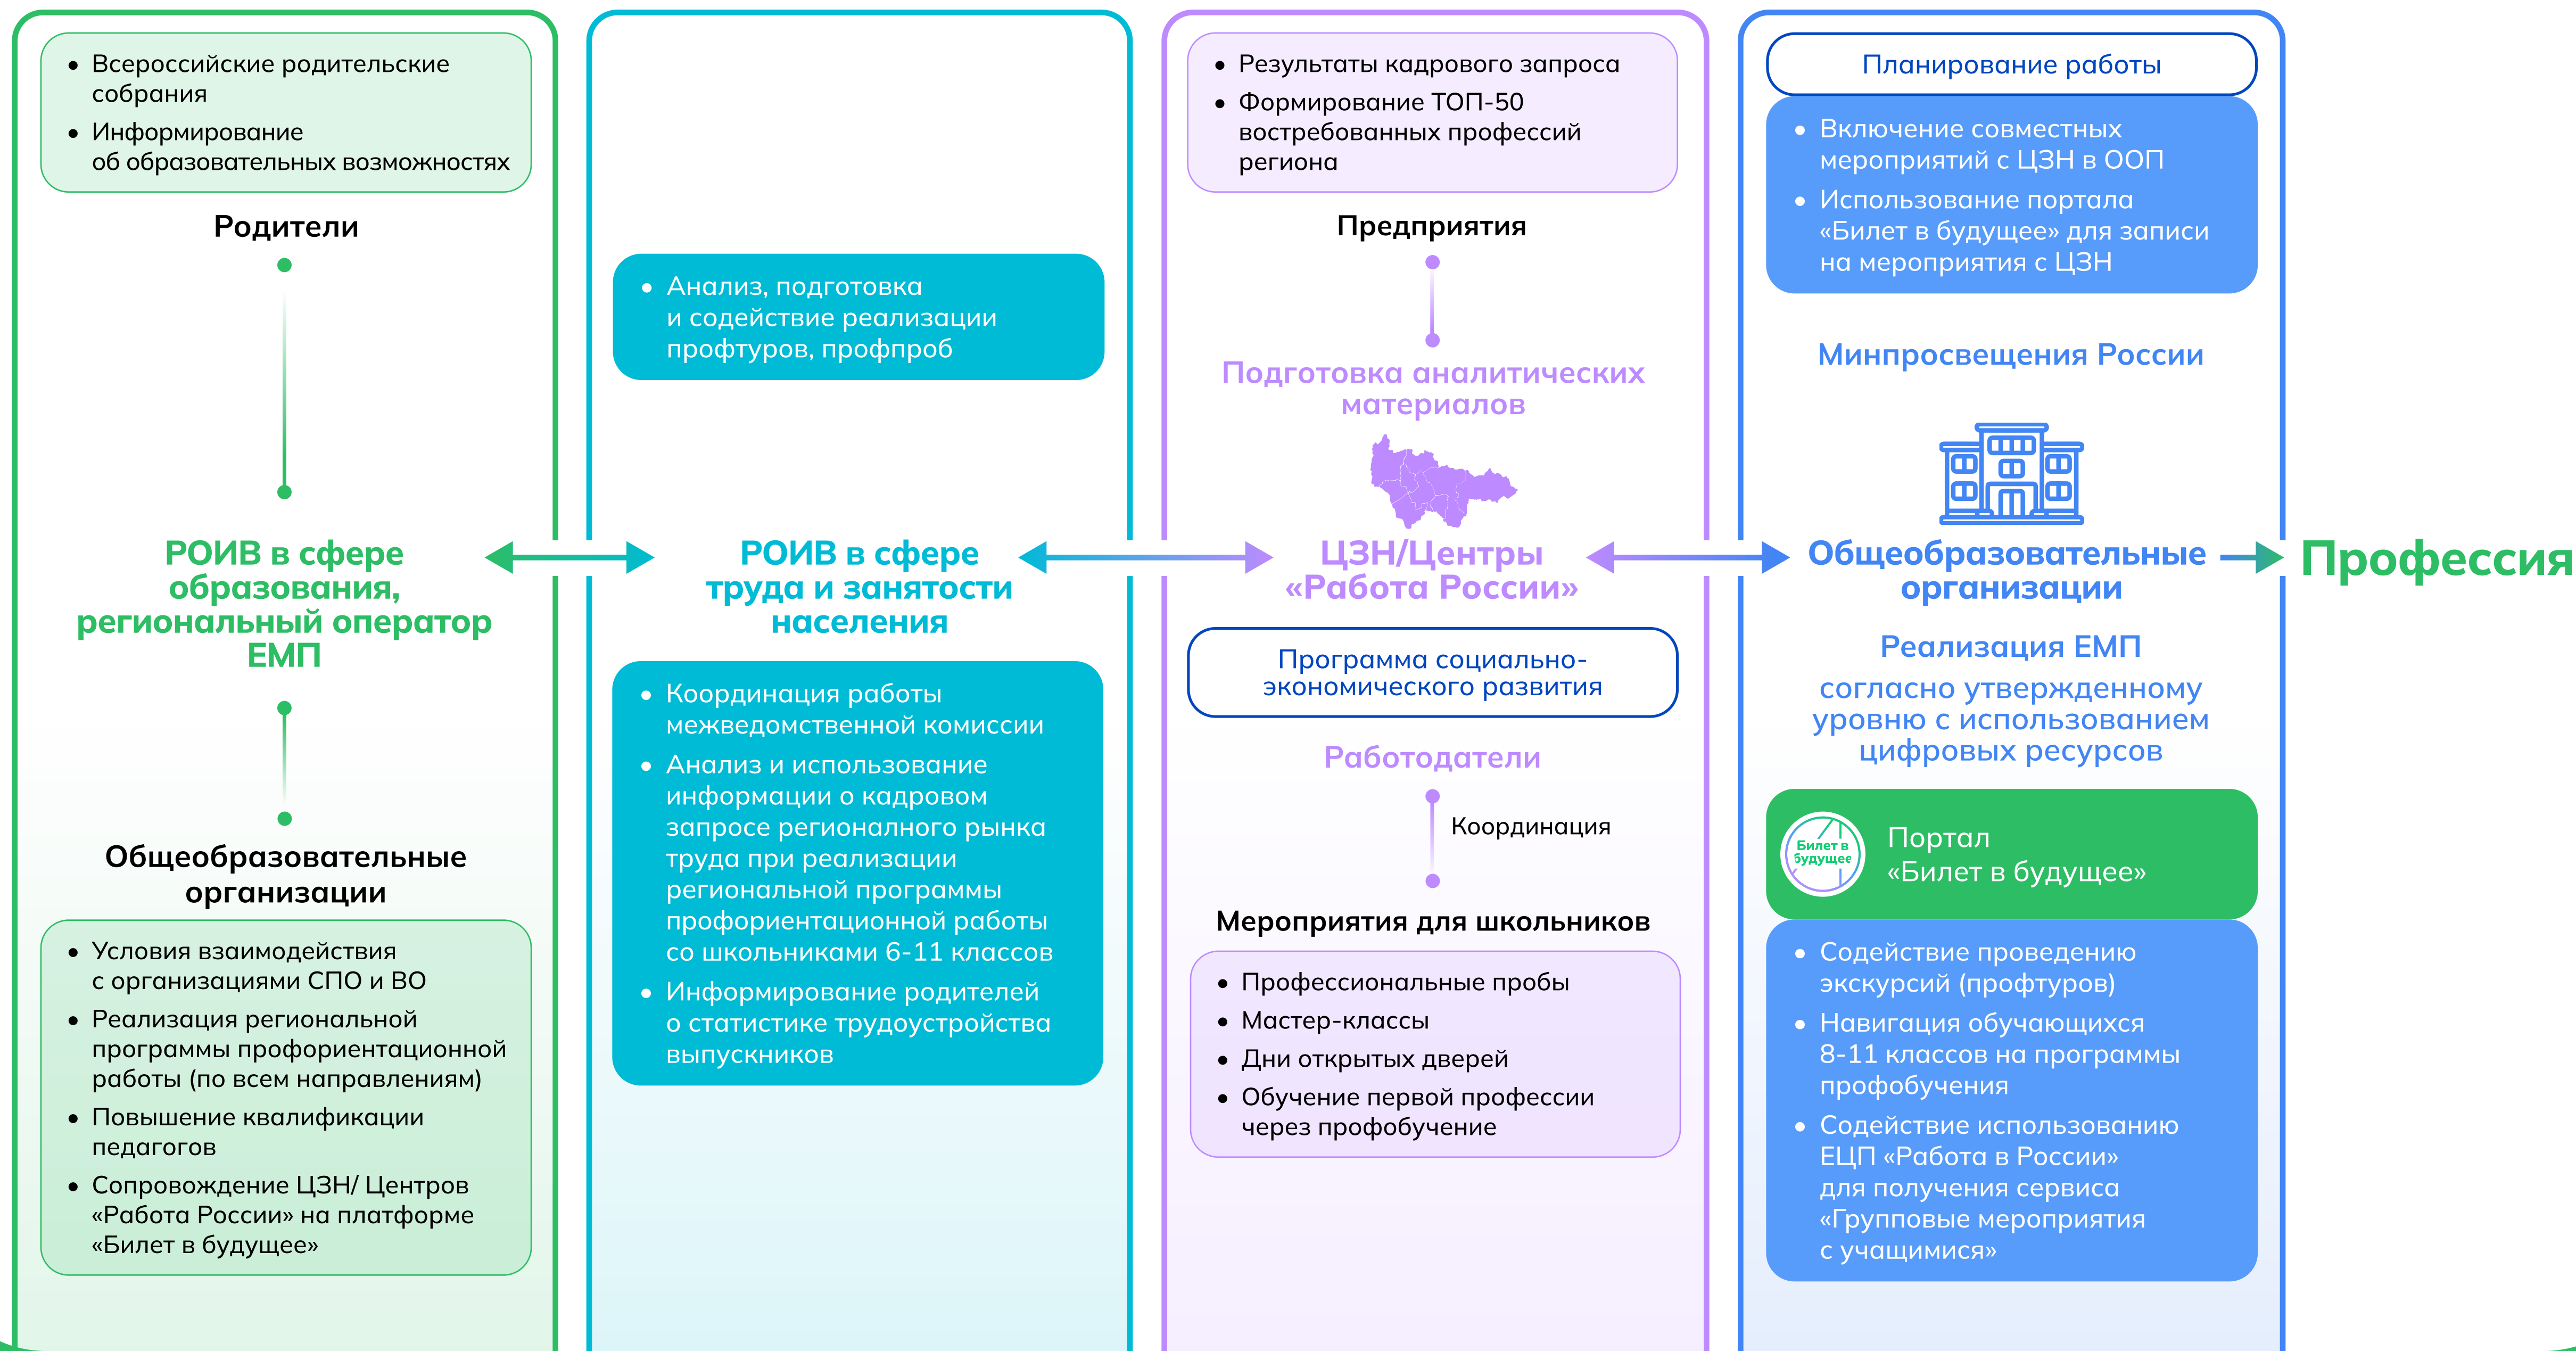 Всероссийские родительские
собрания
Информирование
об образовательных возможностях
Родители
РОИВ в сфере
образования,
региональный оператор
ЕМП
Общеобразовательные
организации
Условия взаимодействия
с организациями СПО и ВО
Реализация региональной
программы профориентационной
работы (по всем направлениям)
Повышение квалификации
педагогов
Сопровождение ЦЗН/ Центров
«Работа России» на платформе
«Билет в будущее»
Анализ, подготовка
и содействие реализации
профтуров, профпроб
РОИВ в сфере
труда и занятости
населения
Координация работы
межведомственной комиссии
Анализ и использование
информации о кадровом
запросе регионалного рынка
труда при реализации
региональной программы
профориентационной работы
со школьниками 6-11 классов
Информирование родителей
о статистике трудоустройства
выпускников
Результаты кадрового запроса
Формирование ТОП-50
востребованных профессий
региона
Предприятия
Подготовка аналитических
материалов
ЦЗН/Центры
«Работа России»
Программа социально-
экономического развития
Работодатели
Координация
Мероприятия для школьников
Профессиональные пробы
Мастер-классы
Дни открытых дверей
Обучение первой профессии
через профобучение
Планирование работы
Включение совместных
мероприятий с ЦЗН в ООП
Использование портала
«Билет в будущее» для записи
на мероприятия с ЦЗН
Минпросвещения России
Общеобразовательные
организации
Реализация ЕМП
согласно утвержденному
уровню с использованием
цифровых ресурсов
Билет в
будущее
Портал
«Билет в будущее»
Содействие проведению
экскурсий (профтуров)
Навигация обучающихся
8-11 классов на программы
профобучения
Содействие использованию
ЕЦП «Работа в России»
для получения сервиса
«Групповые мероприятия
с учащимися»
Профессия